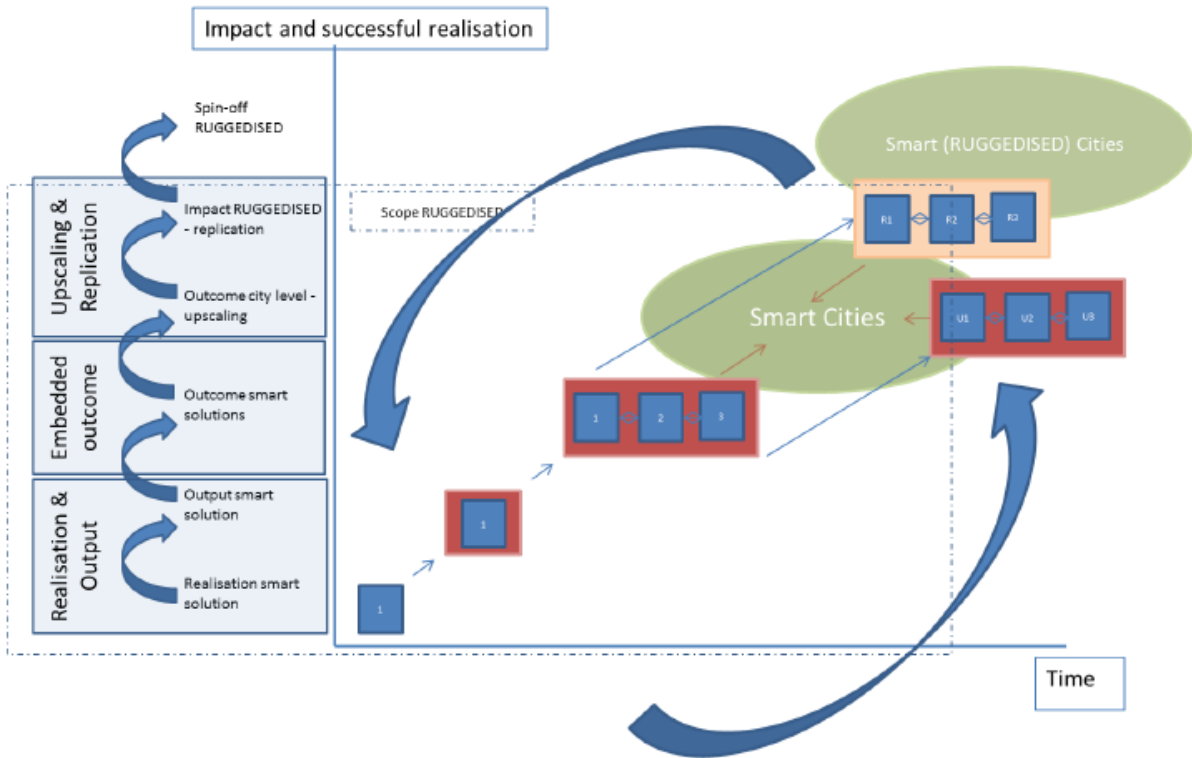 Impact and successful realisation
Spin-off
RUGGEDISED
Smart (RUGGEDISED) Cities
Upscaling &
Replication
Impact RUGGEDISED
- replication
Scope RUGGEDISED
R1
R2
R3
Outcome city level -
upscaling
Smart Cities
U1
U2
U3
Embedded
outcome
Outcome smart
solutions
1
2
3
Realisation &
Output
Output smart
solution
1
Realisation smart
solution
1
Time